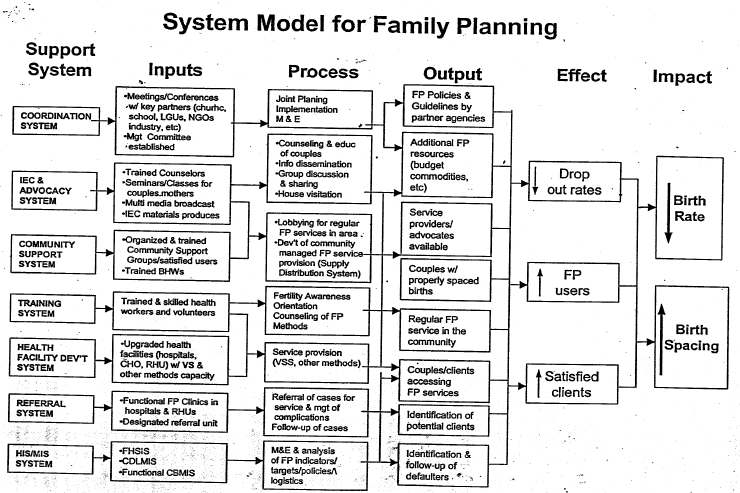 System Model for Family Planning
Support
System
Inputs
Process
Output
Effect
Impact
COORDINATION
SYSTEM
•Meetings/Conferences
w/ key partners (churhc,
school, LGUs, NGOs
industry, etc)
•Mgt Committee
established
Joint Planing
Implementation
M & E
FP Policies &
Guidelines by
partner agencies
IEC &
ADVOCACY
SYSTEM
•Trained Counselors
•Seminars/Classes for
couples.mothers
•Multi media broadcast
•IEC materials produces
•Counseling & educ
of couples
•Info dissemination
•Group discussion
& sharing
•House visitation
Additional FP
resources
(budget
commodities,
etc)
Drop
out rates
Birth
Rate
COMMUNITY
SUPPORT
SYSTEM
•Organized & trained
Community Support
Groups/satisfied users
•Trained BHWs
•Lobbying for regular
FP services in area
•Dev't of community
managed FP service
provision (Supply
Distribution System)
Service
providers/
advocates
available
Couples w/
properly spaced
births
FP
users
TRAINING
SYSTEM
Trained & skilled health
workers and volunteers
Fertility Awareness
Orientation
Counseling of FP
Methods
Regular FP
service in the
community
Birth
Spacing
HEALTH
FACILITY DEV'T
SYSTEM
•Upgraded health
facilities (hospitals,
CHO, RHU) w/ VS &
other methods capacity
Service provision
(VSS, other methods)
Couples/clients
accessing
FP services
Satisfied
clients
REFERRAL
SYSTEM
•Functional FP Clinics in
hospitals & RHUs
•Designated referral unit
Referral of cases for
service & mgt of
complications
Follow-up of cases
Identification of
potential clients
HIS/MIS
SYSTEM
•FHSIS
•CDLMIS
•Functional CSMIS
M&E & analysis
of FP indicators/
targets/policies/\
logistics
Identification &
follow-up of
defaulters